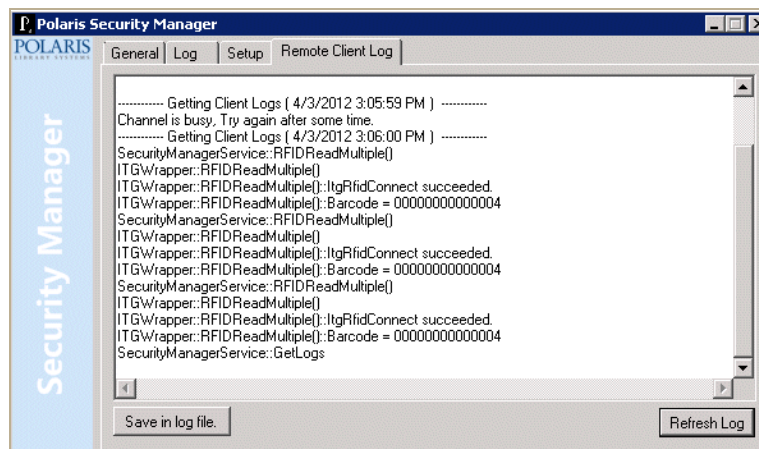 Polaris Security Manager
POLARIS
LIBRARY SYSTEMS
Security Manager
General Log Setup Remote Client Log
----------- Getting Client Logs ( 4/3/2012 3:05:59 PM ) -----------
Channel is busy, Try again after some time.
----------- Getting Client Logs ( 4/3/2012 3:06:00 PM ) -----------
SecurityManagerService::RFIDReadMultiple()
ITGWrapper::RFIDReadMultiple()
ITGWrapper::RFIDReadMultiple()::ItgRfidConnect succeeded.
ITGWrapper::RFIDReadMultiple()::Barcode = 00000000000004
SecurityManagerService::RFIDReadMultiple()
ITGWrapper::RFIDReadMultiple()
ITGWrapper::RFIDReadMultiple()::ItgRfidConnect succeeded.
ITGWrapper::RFIDReadMultiple()::Barcode = 00000000000004
SecurityManagerService::RFIDReadMultiple()
ITGWrapper::RFIDReadMultiple()
ITGWrapper::RFIDReadMultiple()::ItgRfidConnect succeeded.
ITGWrapper::RFIDReadMultiple()::Barcode = 00000000000004
SecurityManagerService::GetLogs
Save in log file. Refresh Log